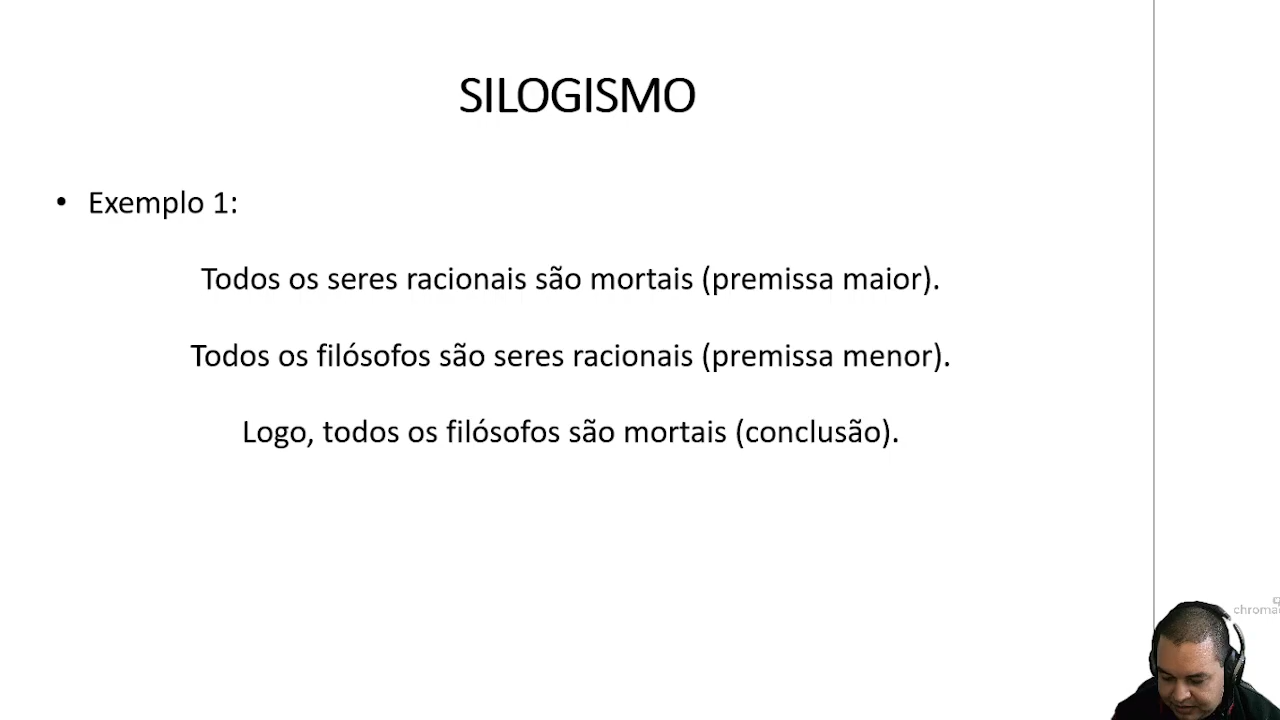 SILOGISMO
• Exemplo 1:
Todos os seres racionais são mortais (premissa maior).
Todos os filósofos são seres racionais (premissa menor).
Logo, todos os filósofos são mortais (conclusão).